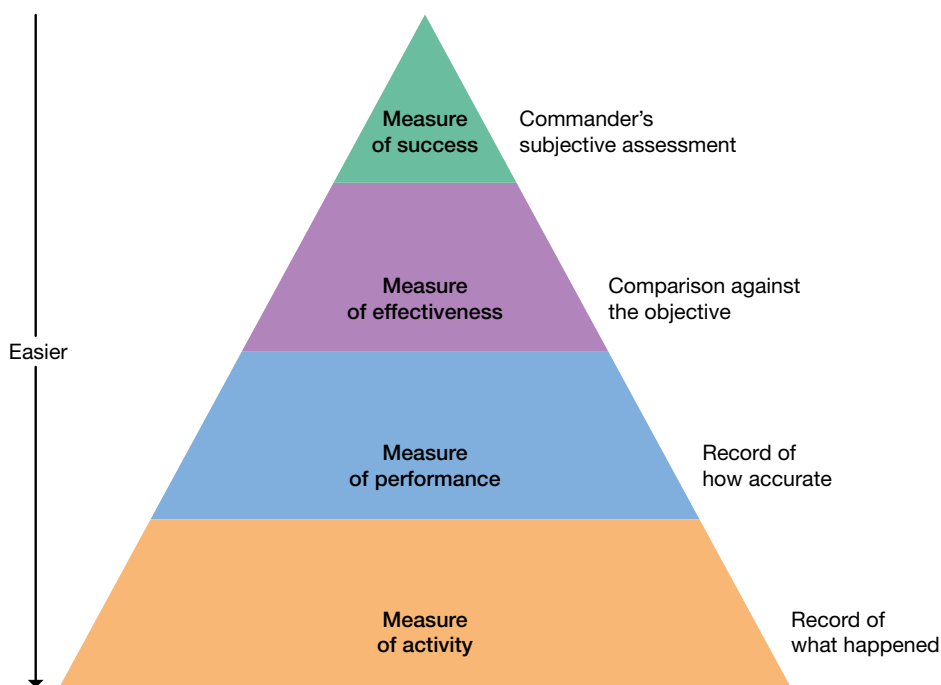 Measure
of success
Commander’s
subjective assessment
Measure
of effectiveness
Comparison against
the objective
Easier
Measure
of performance
Record of
how accurate
Measure
of activity
Record of
what happened